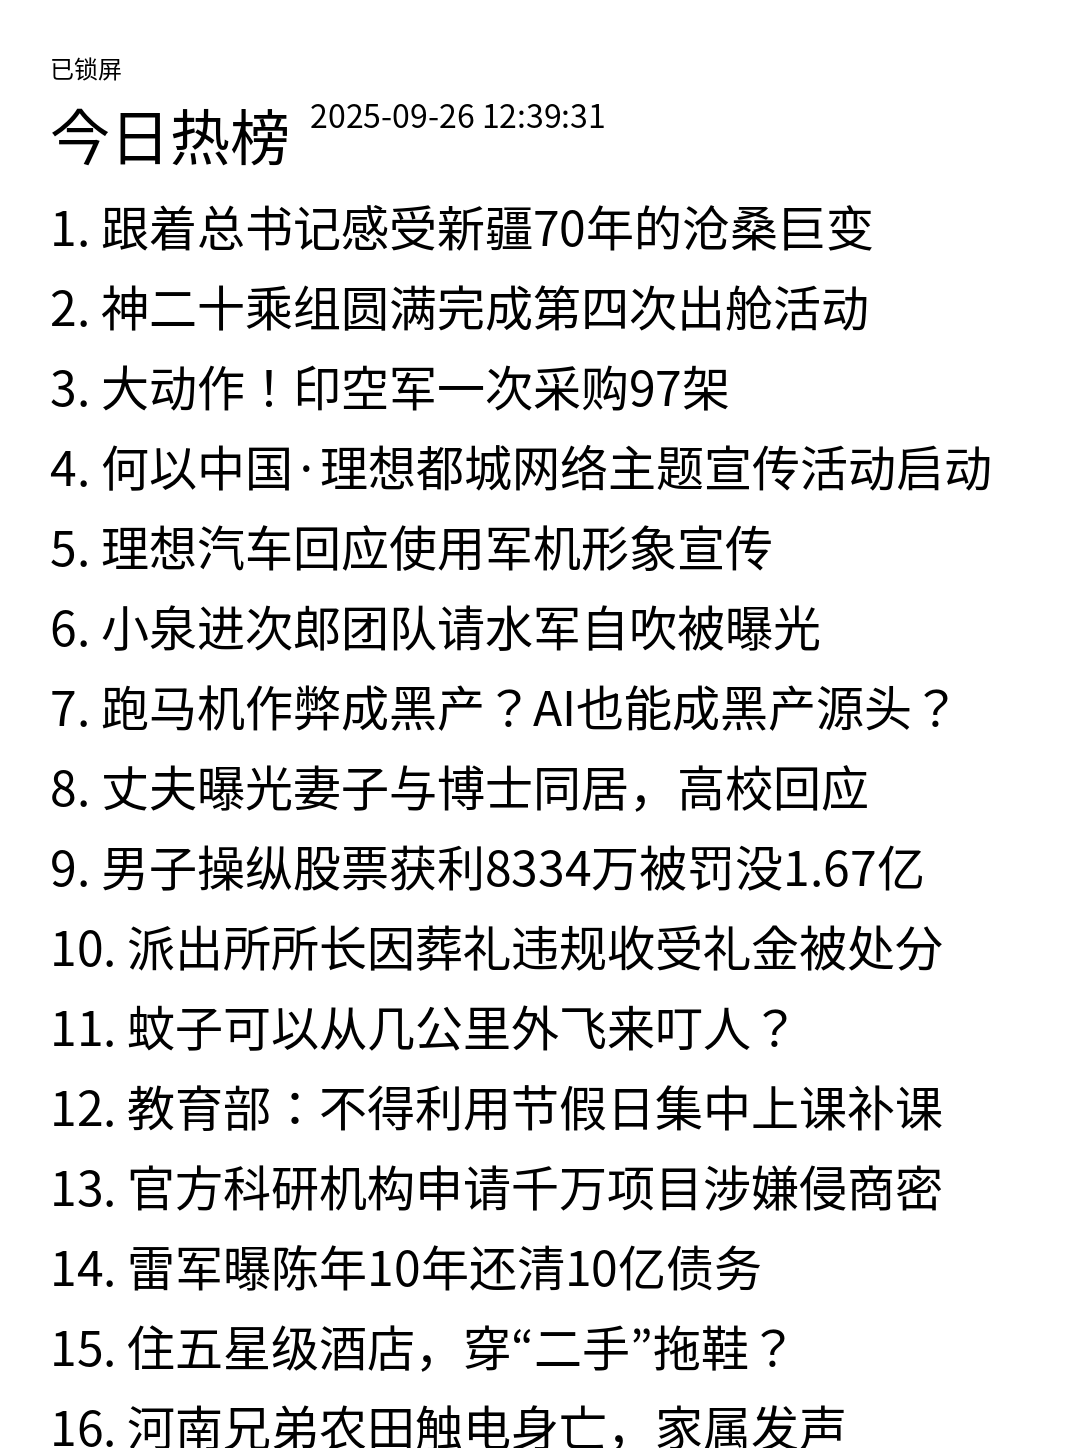 已锁屏
今日热榜 2025-09-26 12:39:31
1. 跟着总书记感受新疆70年的沧桑巨变
2. 神二十乘组圆满完成第四次出舱活动
3. 大动作！印空军一次采购97架
4. 何以中国·理想都城网络主题宣传活动启动
5. 理想汽车回应使用军机形象宣传
6. 小泉进次郎团队请水军自吹被曝光
7. 跑马机作弊成黑产？AI也能成黑产源头？
8. 丈夫曝光妻子与博士同居，高校回应
9. 男子操纵股票获利8334万被罚没1.67亿
10. 派出所所长因葬礼违规收受礼金被处分
11. 蚊子可以从几公里外飞来叮人？
12. 教育部：不得利用节假日集中上课补课
13. 官方科研机构申请千万项目涉嫌侵商密
14. 雷军曝陈年10年还清10亿债务
15. 住五星级酒店，穿“二手”拖鞋？
16. 河南兄弟农田触电身亡，家属发声